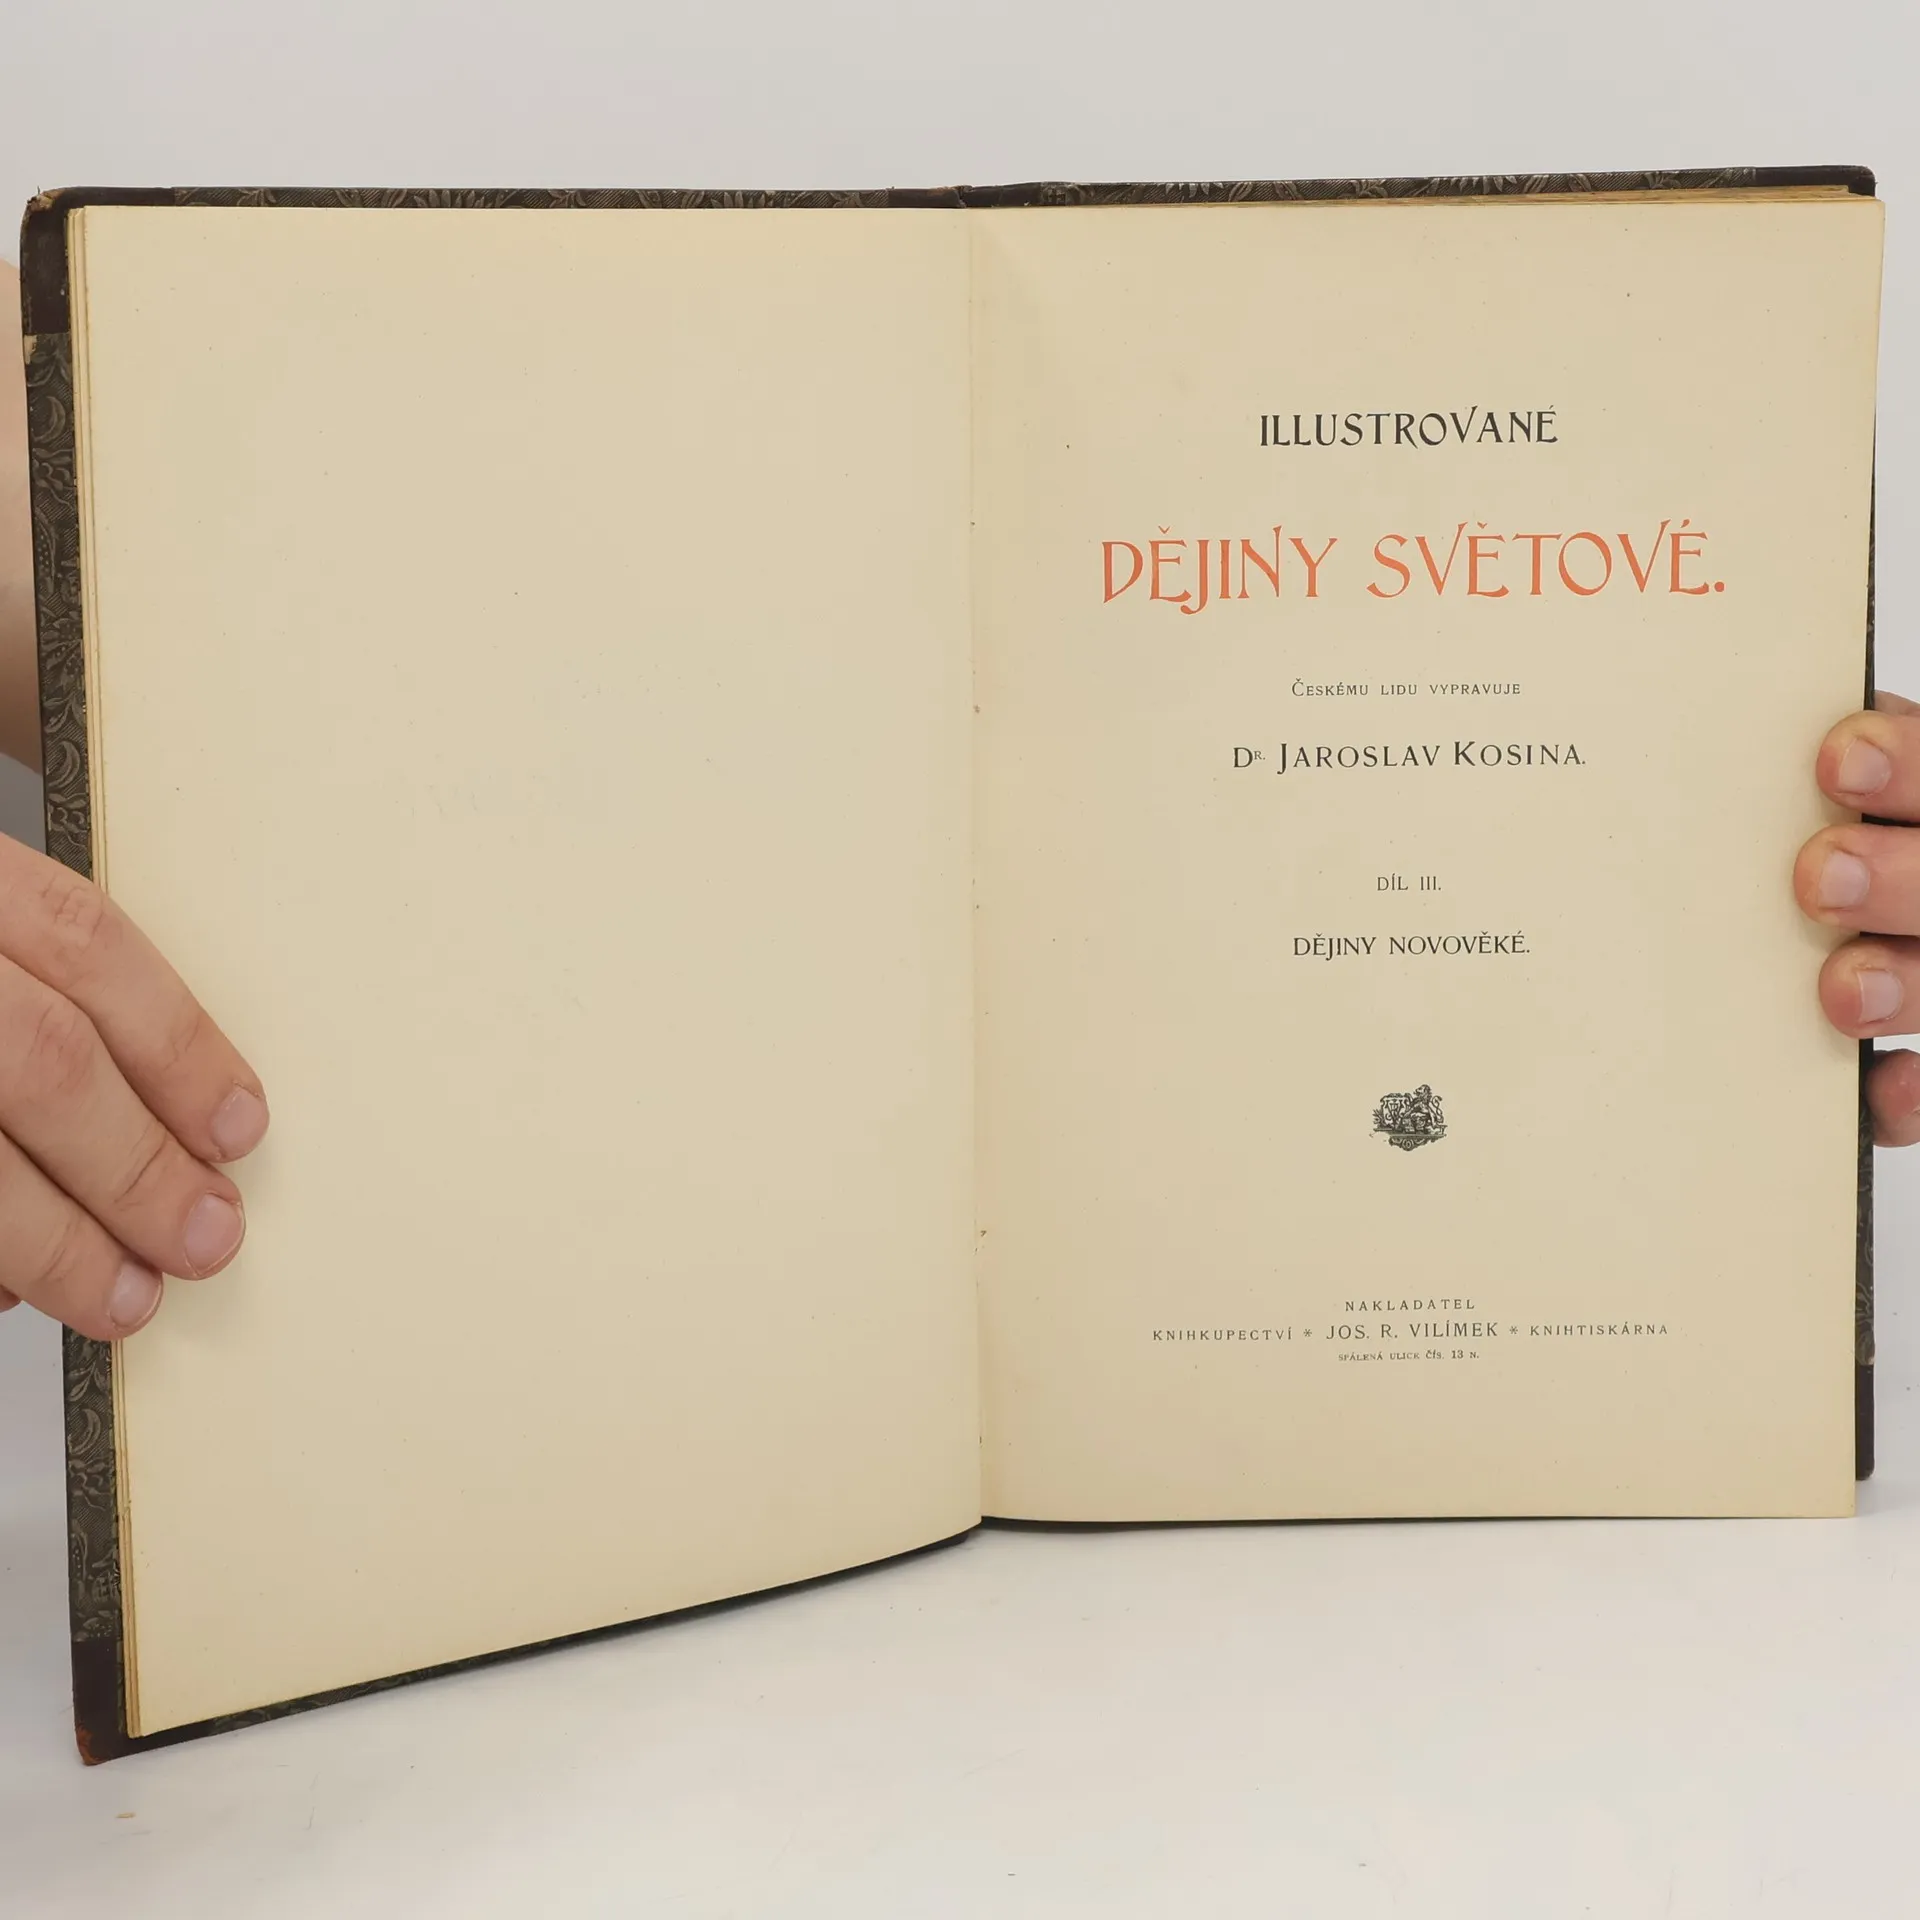 ILLUSTROVANÉ
DĚJINY SVĚTOVÉ.
ČESKÉMU LIDU VYPRAVUJE
DR. JAROSLAV KOSINA.
DÍL III.
DĚJINY NOVOVĚKÉ.
NAKLADATEL
KNIHKUPECTVÍ * JOS. R. VILÍMEK * KNIHTISKÁRNA
SPÁLENÁ ULICE ČÍS. 13 N.